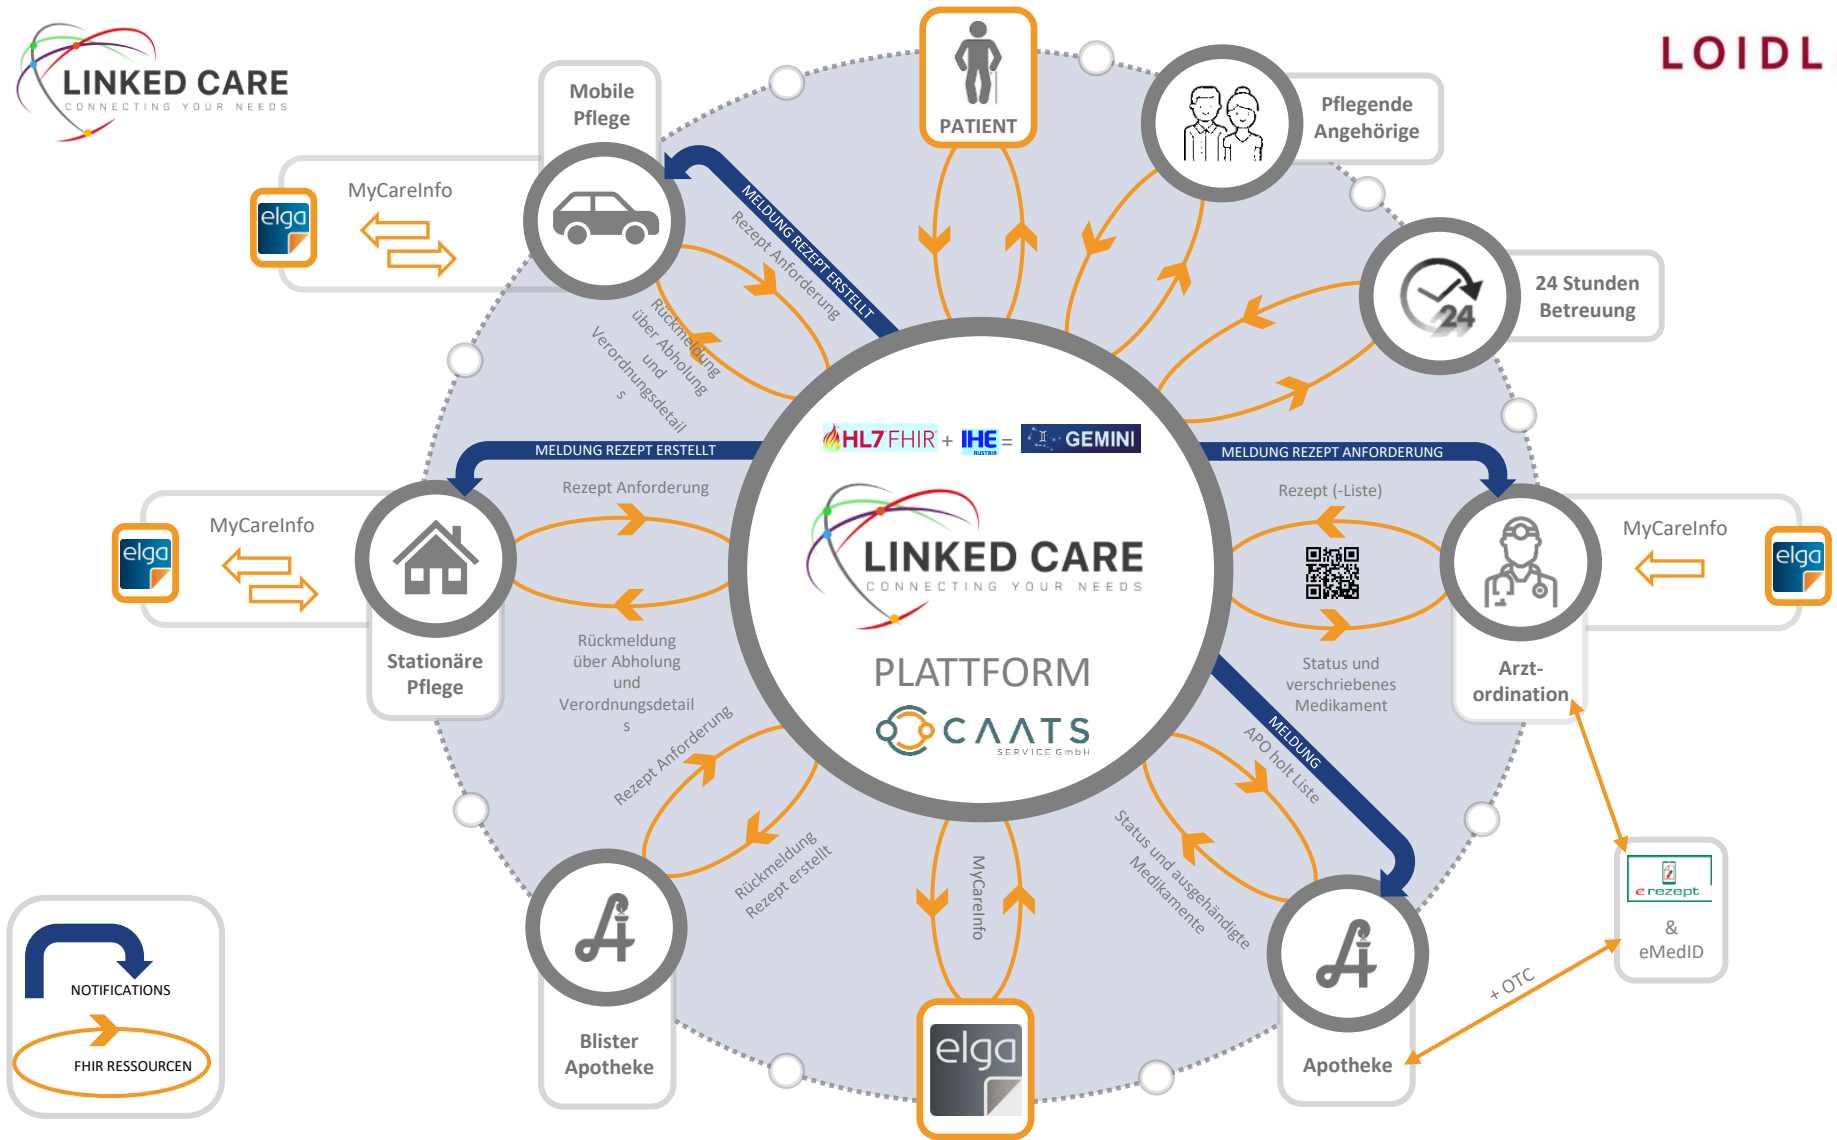 LINKED CARE
CONNECTING YOUR NEEDS
LOIDL
PATIENT
Mobile
Pflege
Pflegende
Angehörige
MyCareInfo
elga
MELDUNG REZEPT ERSTELLT
Rezept Anforderung
Rückmeldung
über Abholung
und
Verordnungsdetail
s
24 Stunden
Betreuung
24
HL7 FHIR + IHE AUSTRIA = GEMINI
LINKED CARE
CONNECTING YOUR NEEDS
PLATTFORM
CAATS
SERVICE GmbH
MELDUNG REZEPT ERSTELLT
Rezept Anforderung
MyCareInfo
elga
Stationäre
Pflege
Rückmeldung
über Abholung
und
Verordnungsdetail
s
MELDUNG REZEPT ANFORDERUNG
Rezept (-Liste)
Status und
verschriebenes
Medikament
MyCareInfo
elga
Arzt-
ordination
Rezept Anforderung
Rückmeldung
Rezept erstellt
Blister
Apotheke
MyCareInfo
elga
MELDUNG
APO holt Liste
Status und ausgehändigte
Medikamente
Apotheke
+ OTC
e rezept
&
eMedID
NOTIFICATIONS
FHIR RESSOURCEN